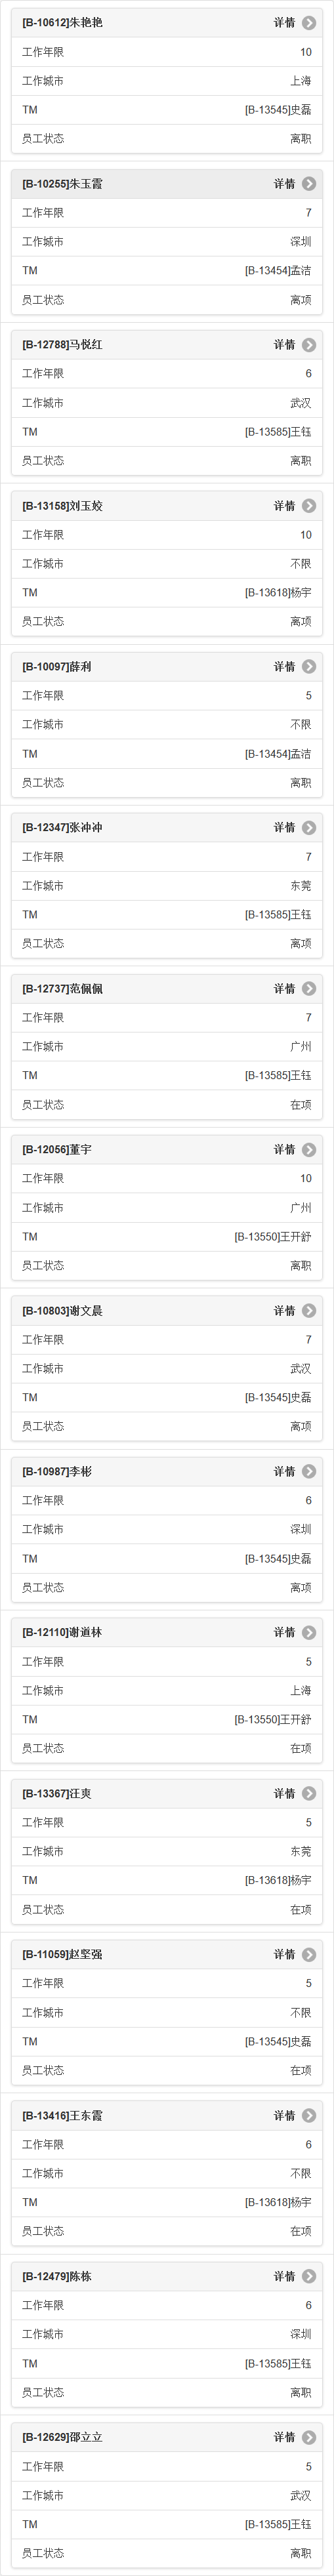 [B-10612]朱艳艳 详情
工作年限 10
工作城市 上海
TM [B-13545]史磊
员工状态 离职
[B-10255]朱玉霞 详情
工作年限 7
工作城市 深圳
TM [B-13454]孟洁
员工状态 离项
[B-12788]马悦红 详情
工作年限 6
工作城市 武汉
TM [B-13585]王钰
员工状态 离职
[B-13158]刘玉姣 详情
工作年限 10
工作城市 不限
TM [B-13618]杨宇
员工状态 离项
[B-10097]薛利 详情
工作年限 5
工作城市 不限
TM [B-13454]孟洁
员工状态 离职
[B-12347]张冲冲 详情
工作年限 7
工作城市 东莞
TM [B-13585]王钰
员工状态 离项
[B-12737]范佩佩 详情
工作年限 7
工作城市 广州
TM [B-13585]王钰
员工状态 在项
[B-12056]董宇 详情
工作年限 10
工作城市 广州
TM [B-13550]王开舒
员工状态 离职
[B-10803]谢文晨 详情
工作年限 7
工作城市 武汉
TM [B-13545]史磊
员工状态 离项
[B-10987]李彬 详情
工作年限 6
工作城市 深圳
TM [B-13545]史磊
员工状态 离项
[B-12110]谢道林 详情
工作年限 5
工作城市 上海
TM [B-13550]王开舒
员工状态 在项
[B-13367]汪爽 详情
工作年限 5
工作城市 东莞
TM [B-13618]杨宇
员工状态 在项
[B-11059]赵坚强 详情
工作年限 5
工作城市 不限
TM [B-13545]史磊
员工状态 在项
[B-13416]王东霞 详情
工作年限 6
工作城市 不限
TM [B-13618]杨宇
员工状态 在项
[B-12479]陈栋 详情
工作年限 6
工作城市 深圳
TM [B-13585]王钰
员工状态 离职
[B-12629]邵立立 详情
工作年限 5
工作城市 武汉
TM [B-13585]王钰
员工状态 离职